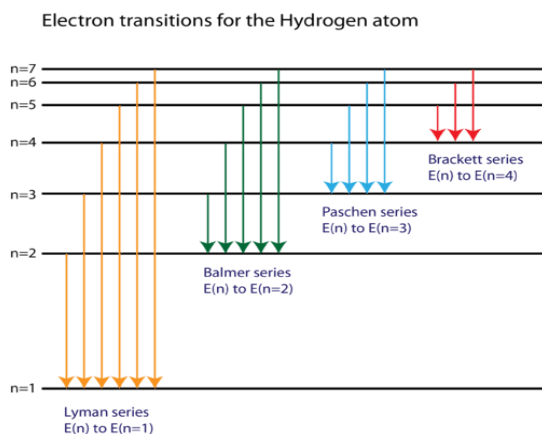 Electron transitions for the Hydrogen atom
n=7
n=6
n=5
n=4
Brackett series
E(n) to E(n=4)
n=3
Paschen series
E(n) to E(n=3)
n=2
Balmer series
E(n) to E(n=2)
n=1
Lyman series
E(n) to E(n=1)